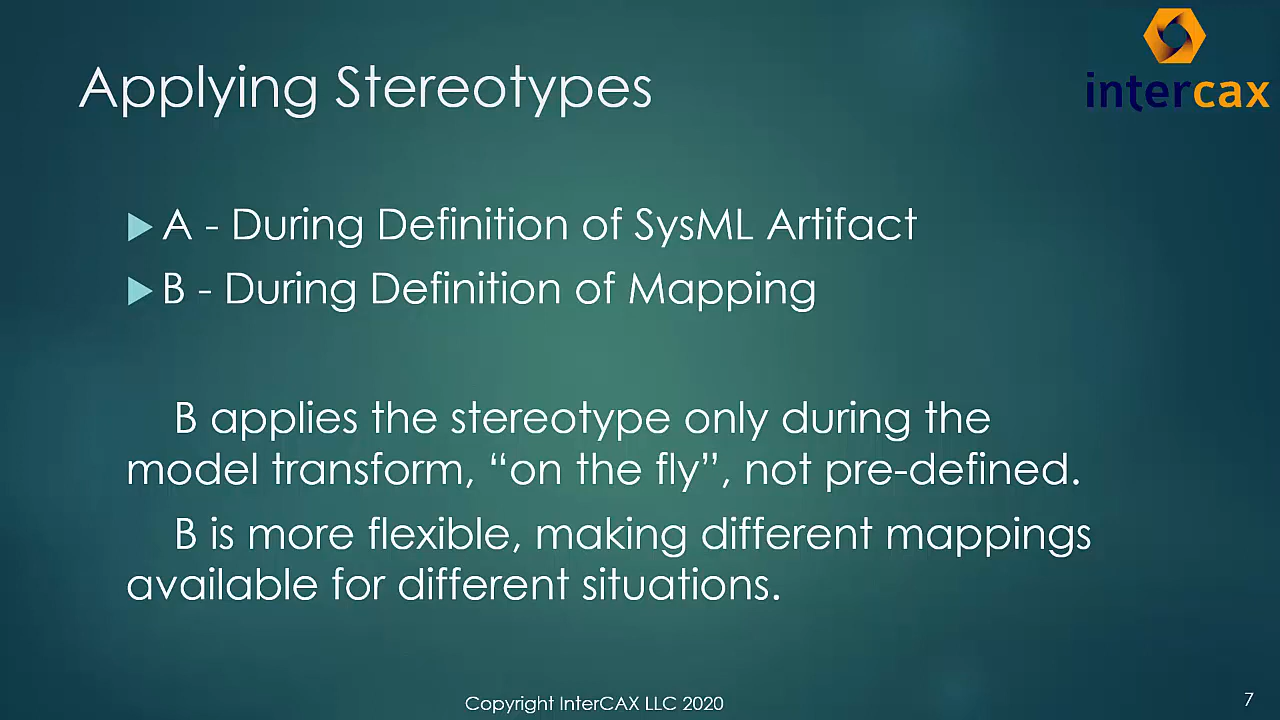 intercax
Applying Stereotypes
A - During Definition of SysML Artifact
B - During Definition of Mapping
B applies the stereotype only during the
model transform, “on the fly”, not pre-defined.
B is more flexible, making different mappings
available for different situations.
Copyright InterCAX LLC 2020
7